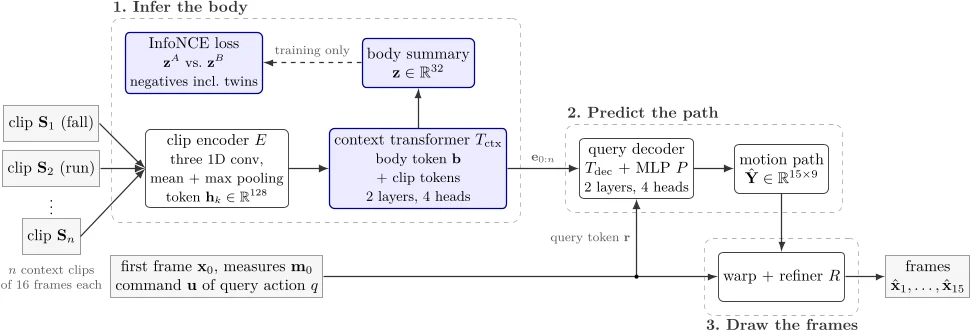 1. Infer the body
InfoNCE loss
z^A vs. z^B
negatives incl. twins
training only
body summary
z ∈ ℝ^32
clip S_1 (fall)
clip S_2 (run)
⋮
clip S_n
n context clips
of 16 frames each
clip encoder E
three 1D conv,
mean + max pooling
token h_k ∈ ℝ^128
context transformer T_ctx
body token b
+ clip tokens
2 layers, 4 heads
e_0:n
2. Predict the path
query decoder
T_dec + MLP P
2 layers, 4 heads
motion path
Ŷ ∈ ℝ^15×9
query token r
first frame x_0, measures m_0
command u of query action q
warp + refiner R
3. Draw the frames
frames
x̂_1, . . . , x̂_15